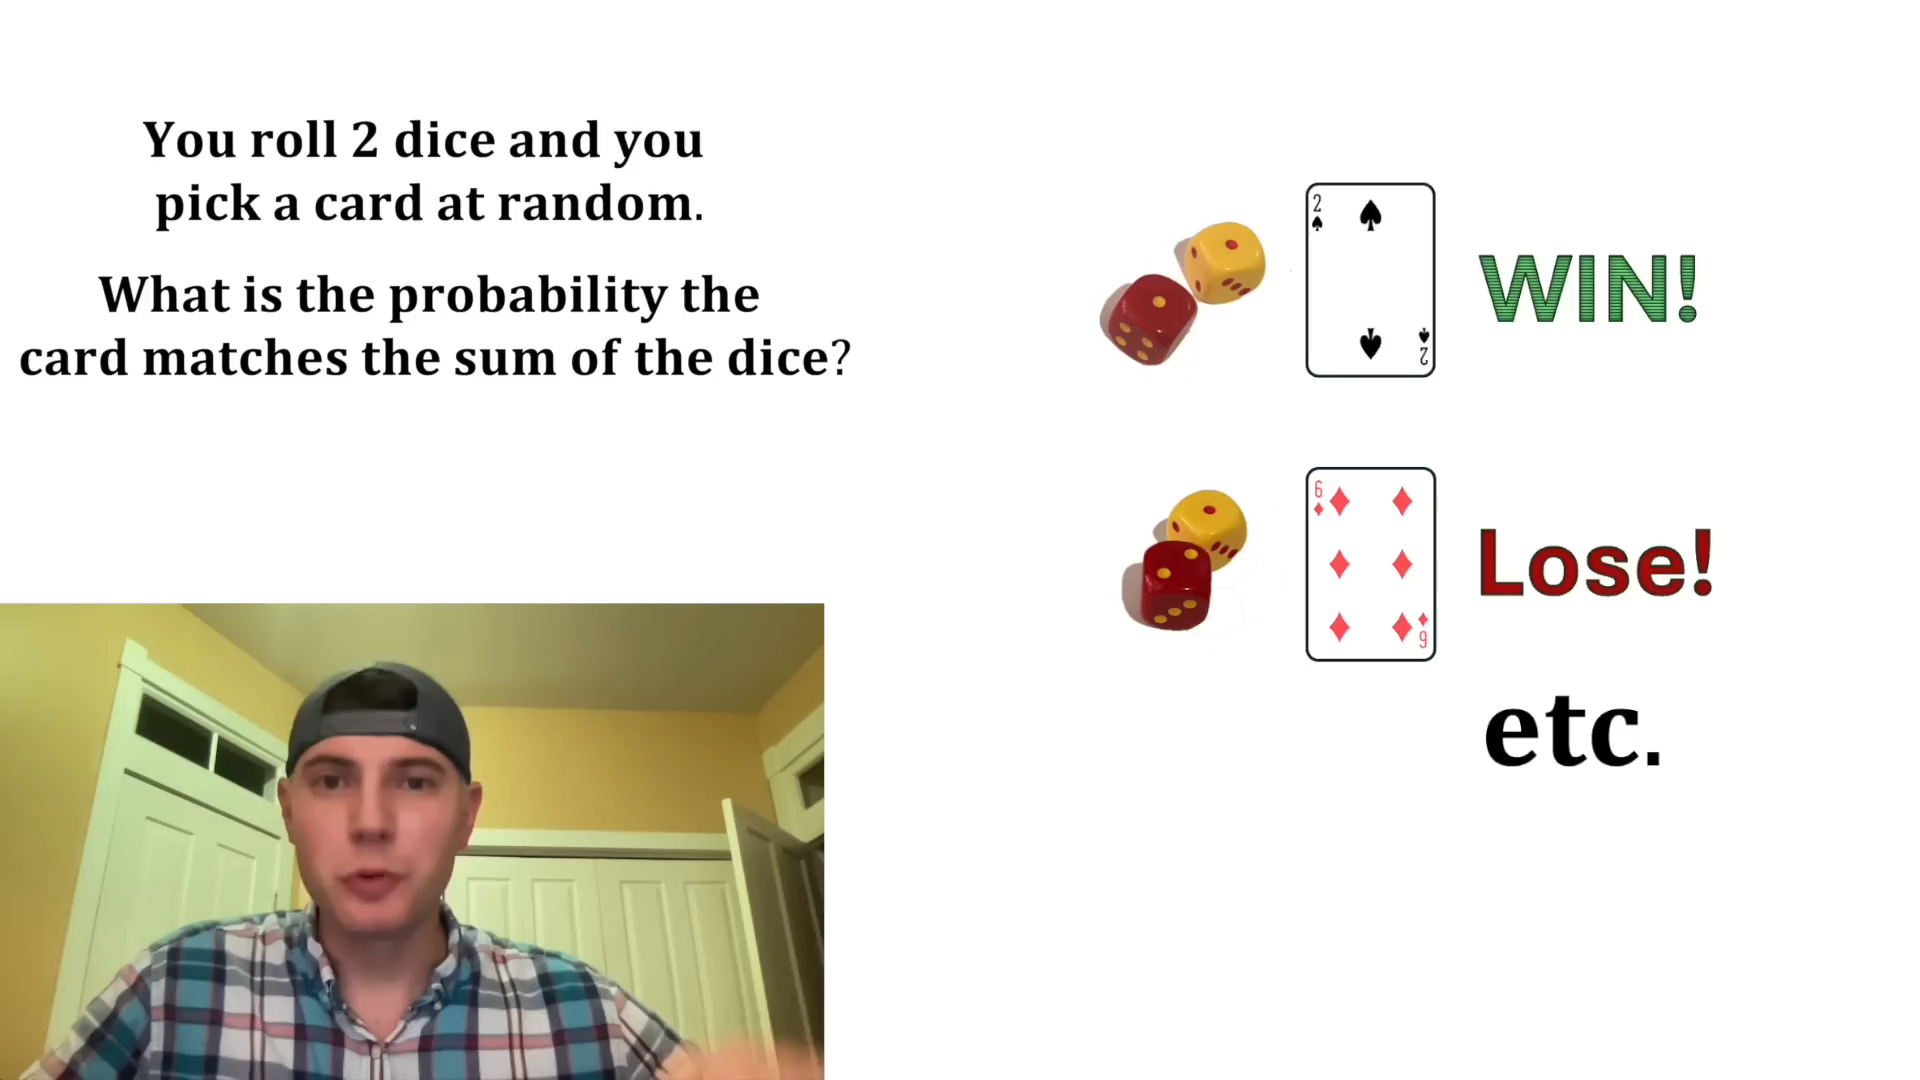 You roll 2 dice and you
pick a card at random.
What is the probability the
card matches the sum of the dice?
2
2
WIN!
6
6
Lose!
etc.